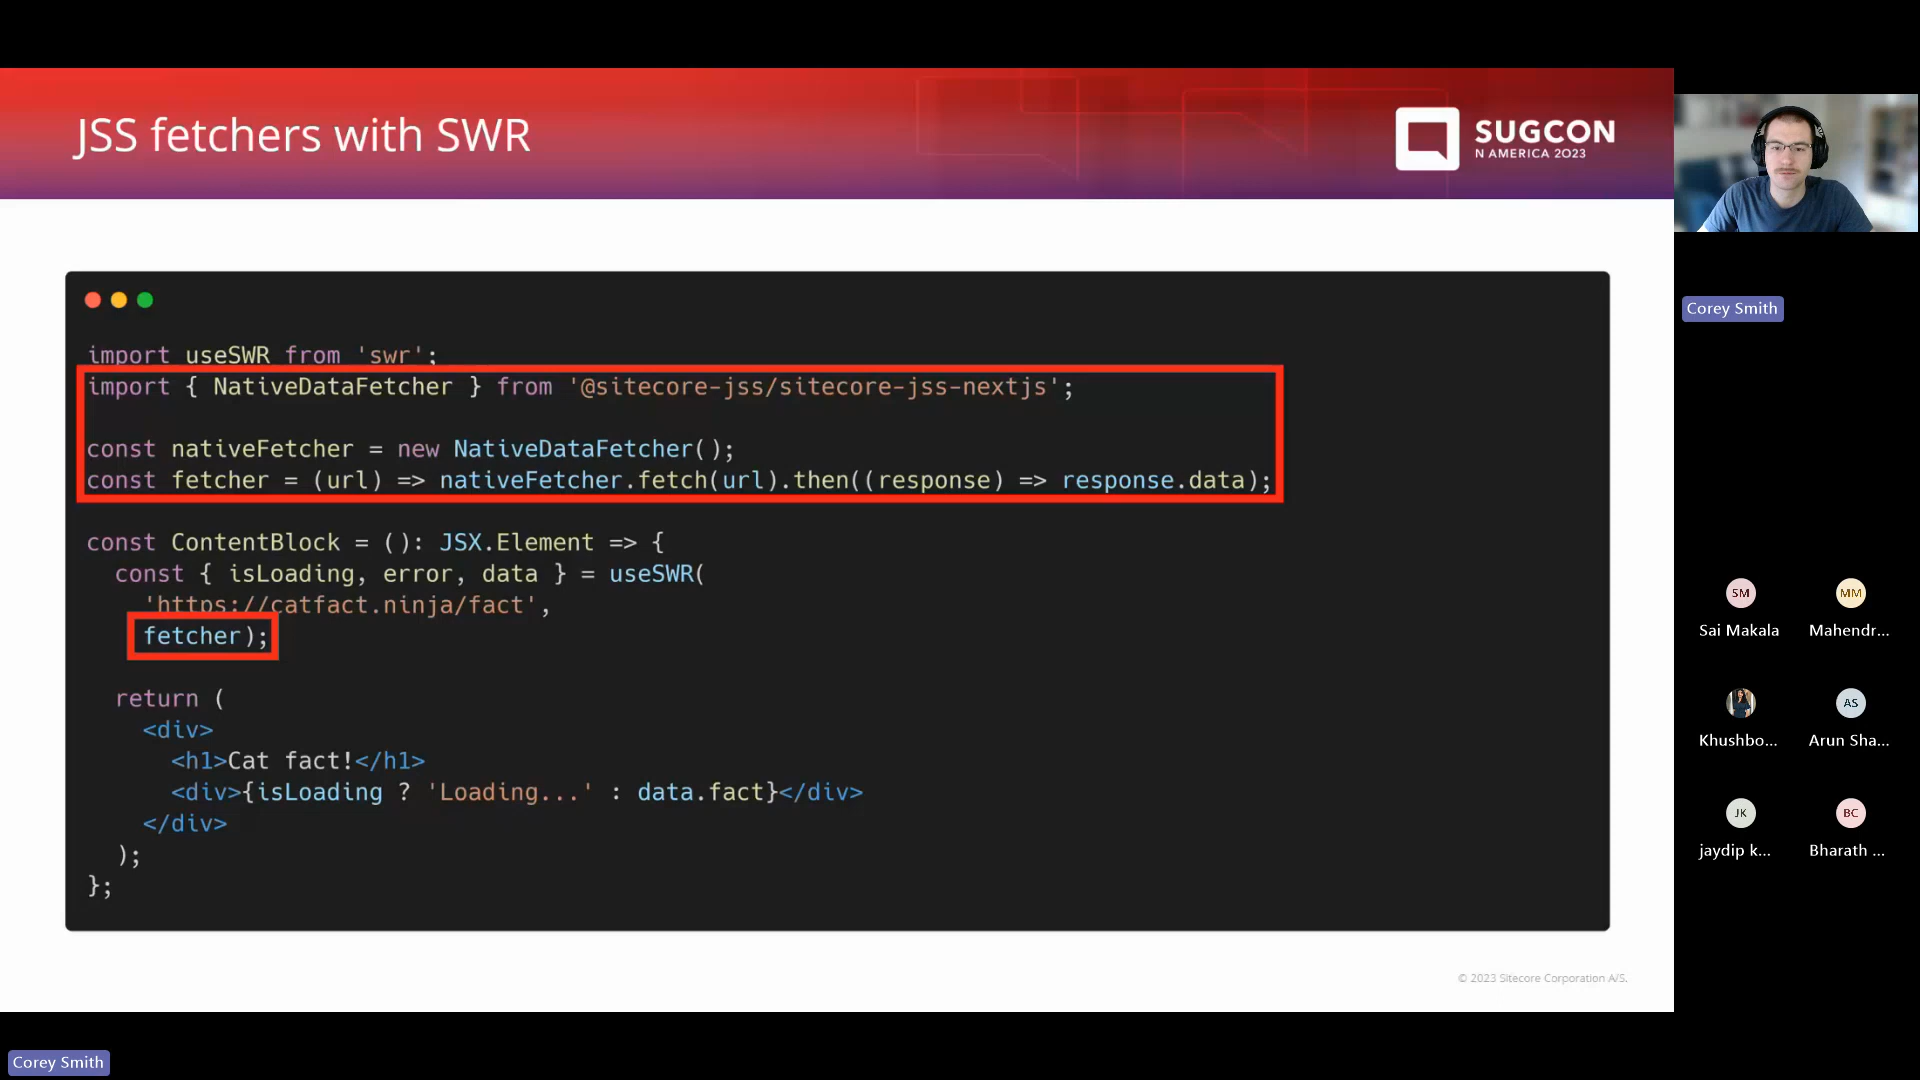 JSS fetchers with SWR
SUGCON
N AMERICA 2023
import useSWR from 'swr';
import { NativeDataFetcher } from '@sitecore-jss/sitecore-jss-nextjs';
const nativeFetcher = new NativeDataFetcher();
const fetcher = (url) => nativeFetcher.fetch(url).then((response) => response.data);
const ContentBlock = (): JSX.Element => {
const { isLoading, error, data } = useSWR(
'https://catfact.ninja/fact',
fetcher);
return (
<div>
<h1>Cat fact!</h1>
<div>{isLoading ? 'Loading...' : data.fact}</div>
</div>
);
};
© 2023 Sitecore Corporation A/S.
Corey Smith
SM
MM
Sai Makala
Mahendr...
AS
Khushbo...
Arun Sha...
JK
BC
jaydip k...
Bharath ...
Corey Smith